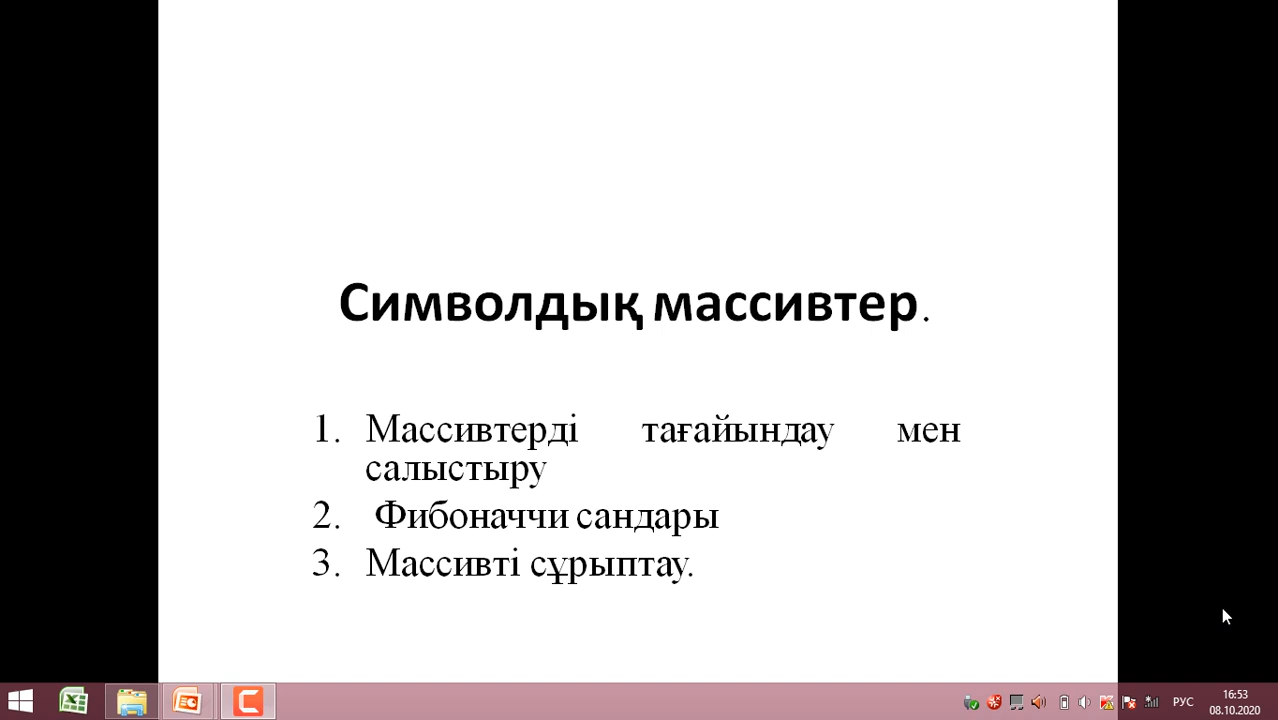 Символдық массивтер.
1. Массивтерді тағайындау мен
салыстыру
2. Фибоначчи сандары
3. Массивті сұрыптау.
РУС
16:53
08.10.2020